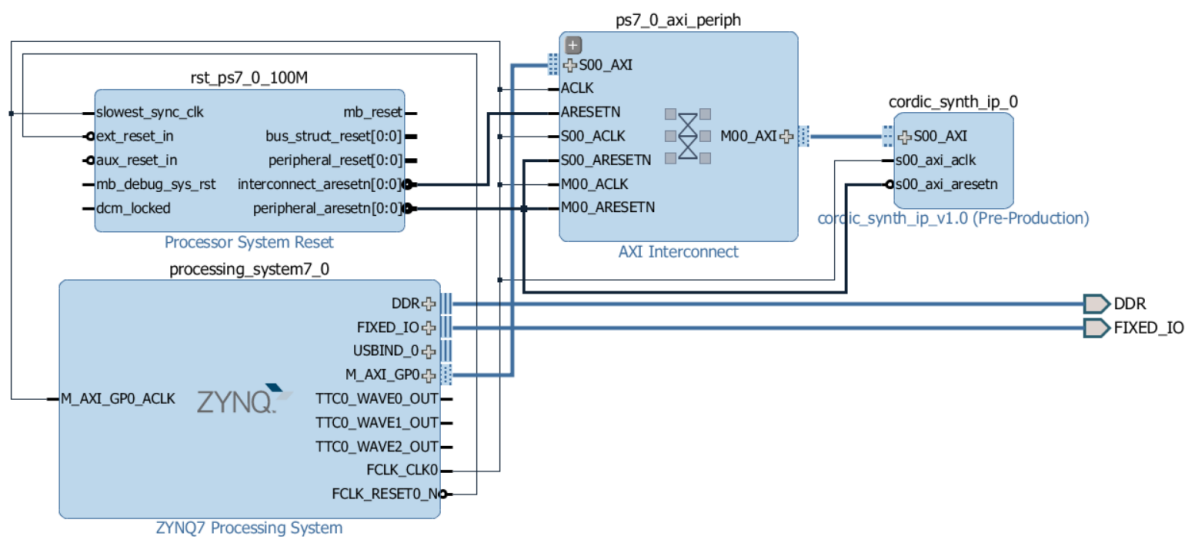 rst_ps7_0_100M
slowest_sync_clk
ext_reset_in
aux_reset_in
mb_debug_sys_rst
dcm_locked
mb_reset
bus_struct_reset[0:0]
peripheral_reset[0:0]
interconnect_aresetn[0:0]
peripheral_aresetn[0:0]
Processor System Reset
ps7_0_axi_periph
S00_AXI
ACLK
ARESETN
S00_ACLK
S00_ARESETN
M00_ACLK
M00_ARESETN
M00_AXI
AXI Interconnect
cordic_synth_ip_0
S00_AXI
s00_axi_aclk
s00_axi_aresetn
cordic_synth_ip_v1.0 (Pre-Production)
processing_system7_0
M_AXI_GP0_ACLK
ZYNQ
DDR
FIXED_IO
USBIND_0
M_AXI_GP0
TTC0_WAVE0_OUT
TTC0_WAVE1_OUT
TTC0_WAVE2_OUT
FCLK_CLK0
FCLK_RESET0_N
ZYNQ7 Processing System
DDR
FIXED_IO